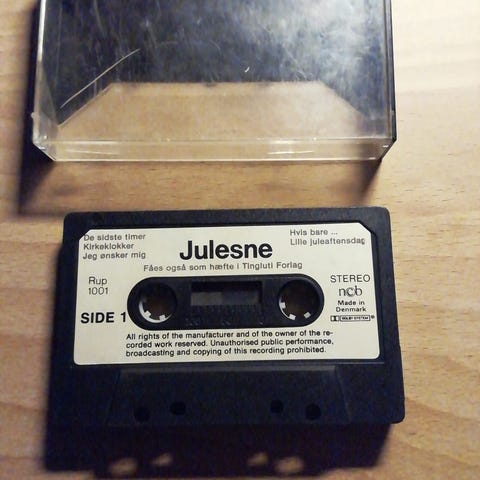 De sidste timer
Kirkeklokker
Jeg ønsker mig
Hvis bare ...
Lille juleaftensdag
Julesne
Fåes også som hæfte i Tingluti Forlag
Rup
1001
STEREO
ncb
Made in
Denmark
DOLBY SYSTEM
SIDE 1
All rights of the manufacturer and of the owner of the re-
corded work reserved. Unauthorised public performance,
broadcasting and copying of this recording prohibited.